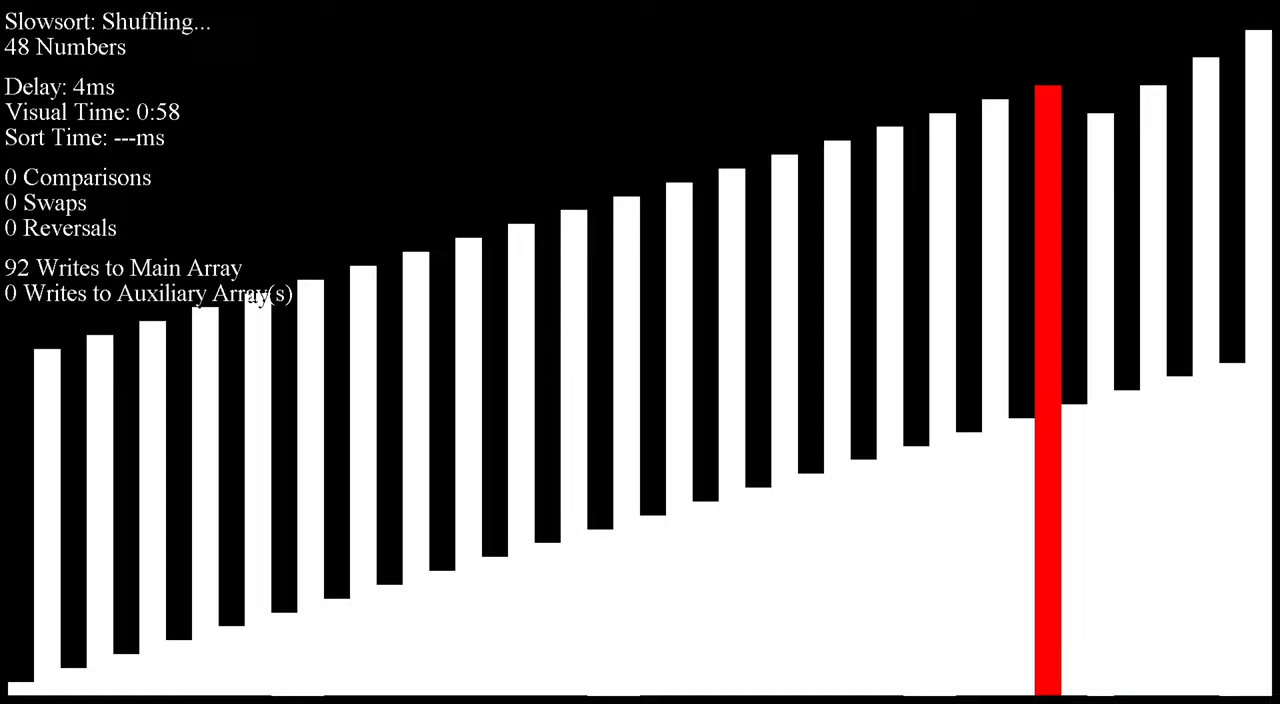 Slowsort: Shuffling...
48 Numbers
Delay: 4ms
Visual Time: 0:58
Sort Time: ---ms
0 Comparisons
0 Swaps
0 Reversals
92 Writes to Main Array
0 Writes to Auxiliary Array(s)